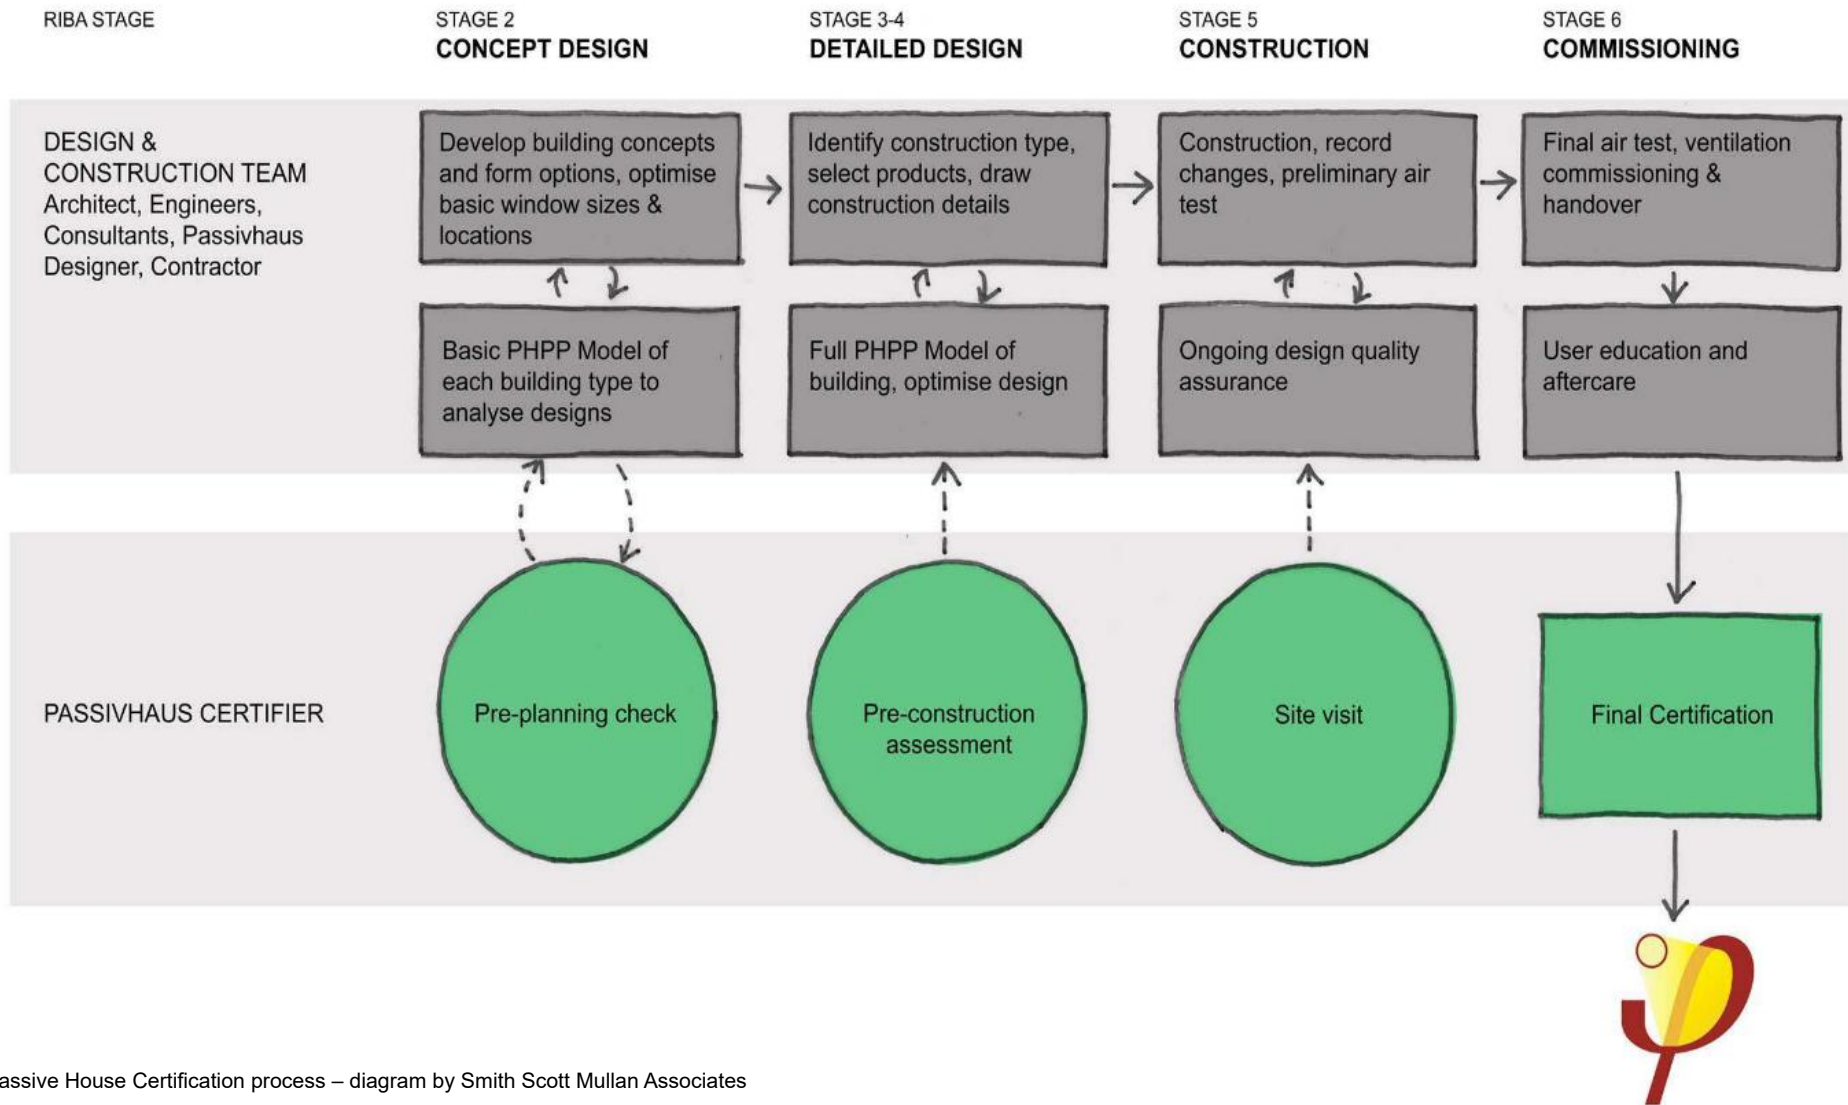 RIBA STAGE
STAGE 2
CONCEPT DESIGN
STAGE 3-4
DETAILED DESIGN
STAGE 5
CONSTRUCTION
STAGE 6
COMMISSIONING
DESIGN &
CONSTRUCTION TEAM
Architect, Engineers,
Consultants, Passivhaus
Designer, Contractor
Develop building concepts
and form options, optimise
basic window sizes &
locations
Identify construction type,
select products, draw
construction details
Construction, record
changes, preliminary air
test
Final air test, ventilation
commissioning &
handover
Basic PHPP Model of
each building type to
analyse designs
Full PHPP Model of
building, optimise design
Ongoing design quality
assurance
User education and
aftercare
PASSIVHAUS CERTIFIER
Pre-planning check
Pre-construction
assessment
Site visit
Final Certification
assive House Certification process – diagram by Smith Scott Mullan Associates